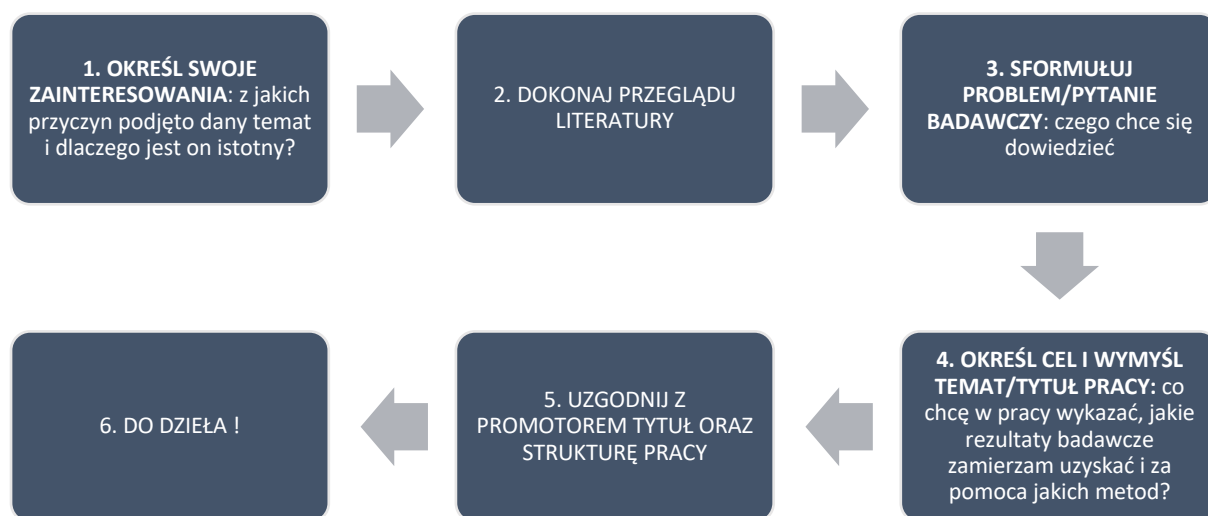 1. OKREŚL SWOJE
ZAINTERESOWANIA: z jakich
przyczyn podjęto dany temat
i dlaczego jest on istotny?
2. DOKONAJ PRZEGLĄDU
LITERATURY
3. SFORMUŁUJ
PROBLEM/PYTANIE
BADAWCZY: czego chce się
dowiedzieć
4. OKREŚL CEL I WYMYŚL
TEMAT/TYTUŁ PRACY: co
chcę w pracy wykazać, jakie
rezultaty badawcze
zamierzam uzyskać i za
pomoca jakich metod?
5. UZGODNIJ Z
PROMOTOREM TYTUŁ ORAZ
STRUKTURĘ PRACY
6. DO DZIEŁA !